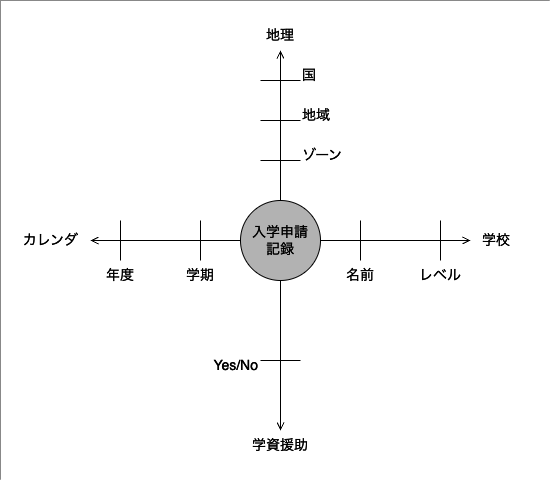 地理
国
地域
ゾーン
入学申請
記録
カレンダ
学校
年度
学期
名前
レベル
Yes/No
学資援助